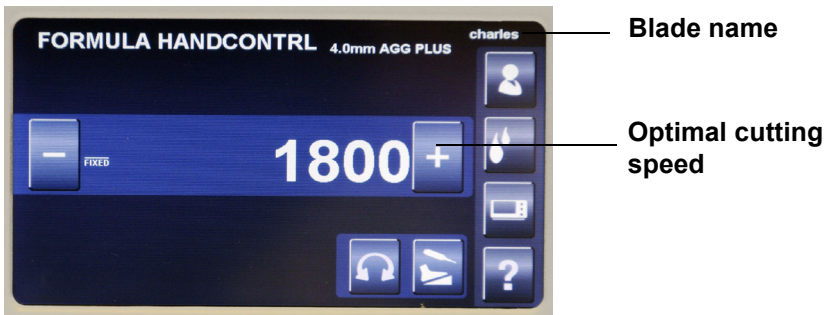 FORMULA HANDCONTRL 4.0mm AGG PLUS charles
Blade name
− FIXED 1800 +
Optimal cutting
speed
?